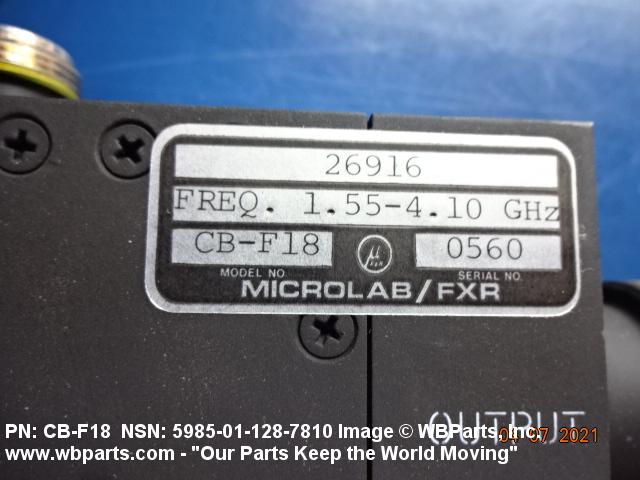 26916
FREQ. 1.55-4.10 GHz
CB-F18 0560
MODEL NO. SERIAL NO.
MICROLAB/FXR
OUTPUT
PN: CB-F18 NSN: 5985-01-128-7810 Image © WBParts, Inc.
07 2021
www.wbparts.com - "Our Parts Keep the World Moving"